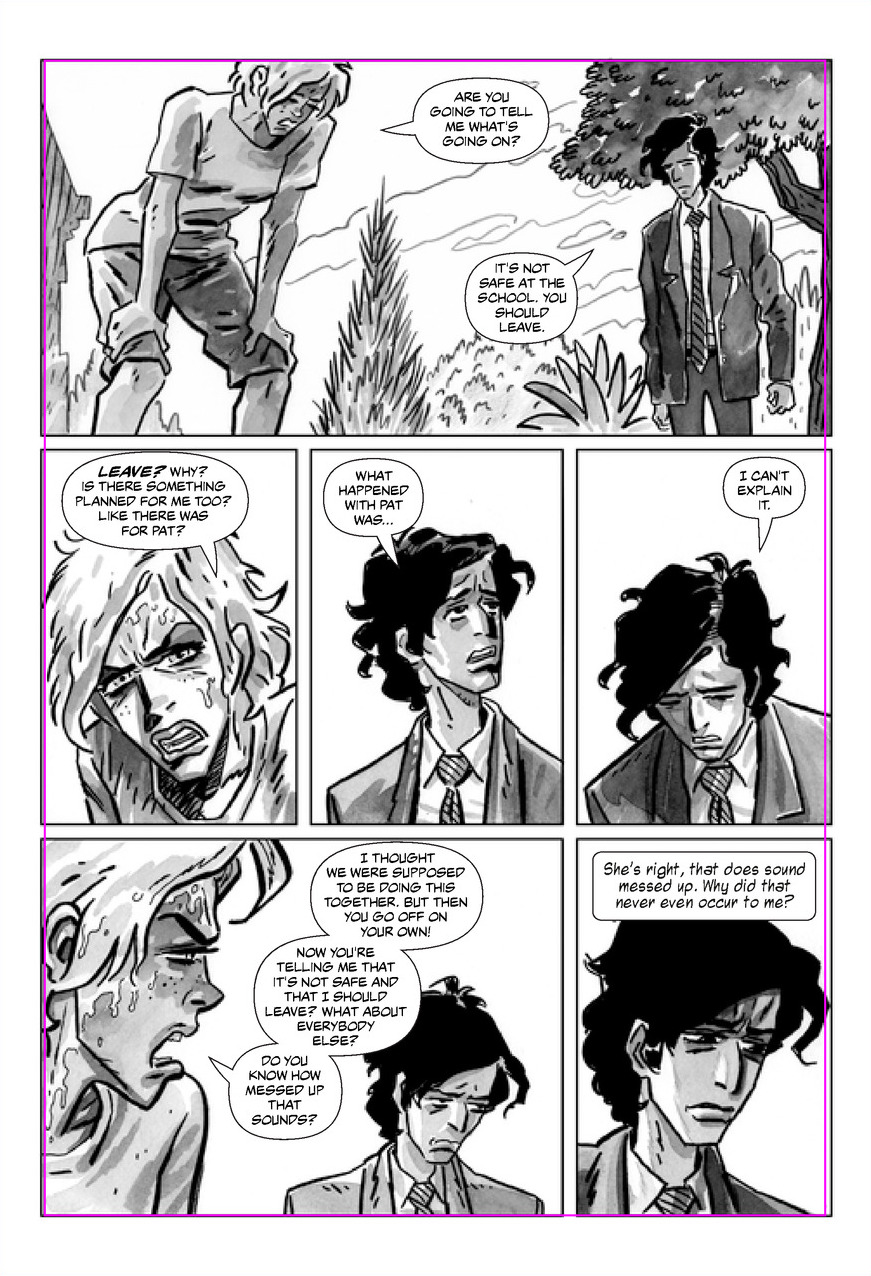 ARE YOU
GOING TO TELL
ME WHAT'S
GOING ON?
IT'S NOT
SAFE AT THE
SCHOOL. YOU
SHOULD
LEAVE.
LEAVE? WHY?
IS THERE SOMETHING
PLANNED FOR ME TOO?
LIKE THERE WAS
FOR PAT?
WHAT
HAPPENED
WITH PAT
WAS...
I CAN'T
EXPLAIN
IT.
I THOUGHT
WE WERE SUPPOSED
TO BE DOING THIS
TOGETHER. BUT THEN
YOU GO OFF ON
YOUR OWN!
NOW YOU'RE
TELLING ME THAT
IT'S NOT SAFE AND
THAT I SHOULD
LEAVE? WHAT ABOUT
EVERYBODY
ELSE?
DO YOU
KNOW HOW
MESSED UP
THAT
SOUNDS?
She's right, that does sound
messed up. Why did that
never even occur to me?